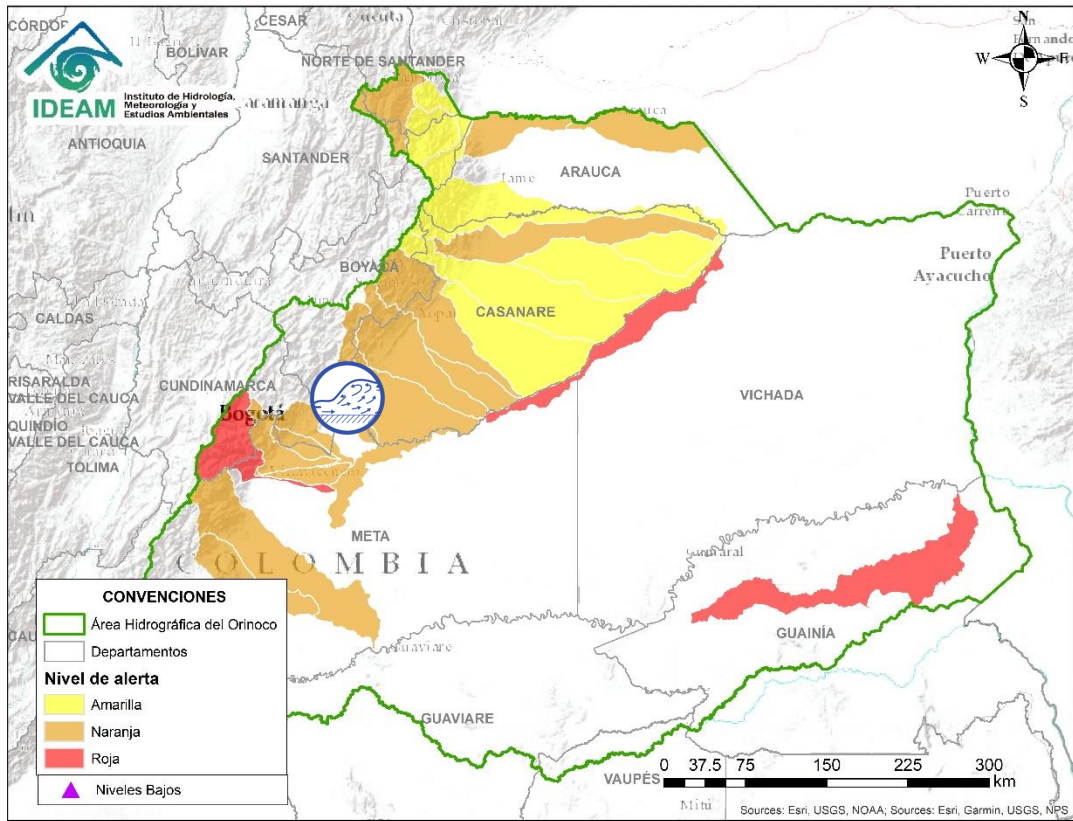 IDEAM
Instituto de Hidrología,
Meteorología y
Estudios Ambientales
N
W
E
S
CÓRDOB
CESAR
BOLÍVAR
NORTE DE SANTANDER
ANTIOQUIA
SANTANDER
ARAUCA
Puerto
Ayacucho
BOYACÁ
CALDAS
CASANARE
RISARALDA
CUNDINAMARCA
VALLE DEL CAUCA
Bogotá
VICHADA
QUINDÍO
VALLE DEL CAUCA
TOLIMA
META
COLOMBIA
GUAINÍA
GUAVIARE
VAUPÉS
Mitú
CONVENCIONES
Área Hidrográfica del Orinoco
Departamentos
Nivel de alerta
Amarilla
Naranja
Roja
Niveles Bajos
0 37.5 75 150 225 300
km
Sources: Esri, USGS, NOAA; Sources: Esri, Garmin, USGS, NPS